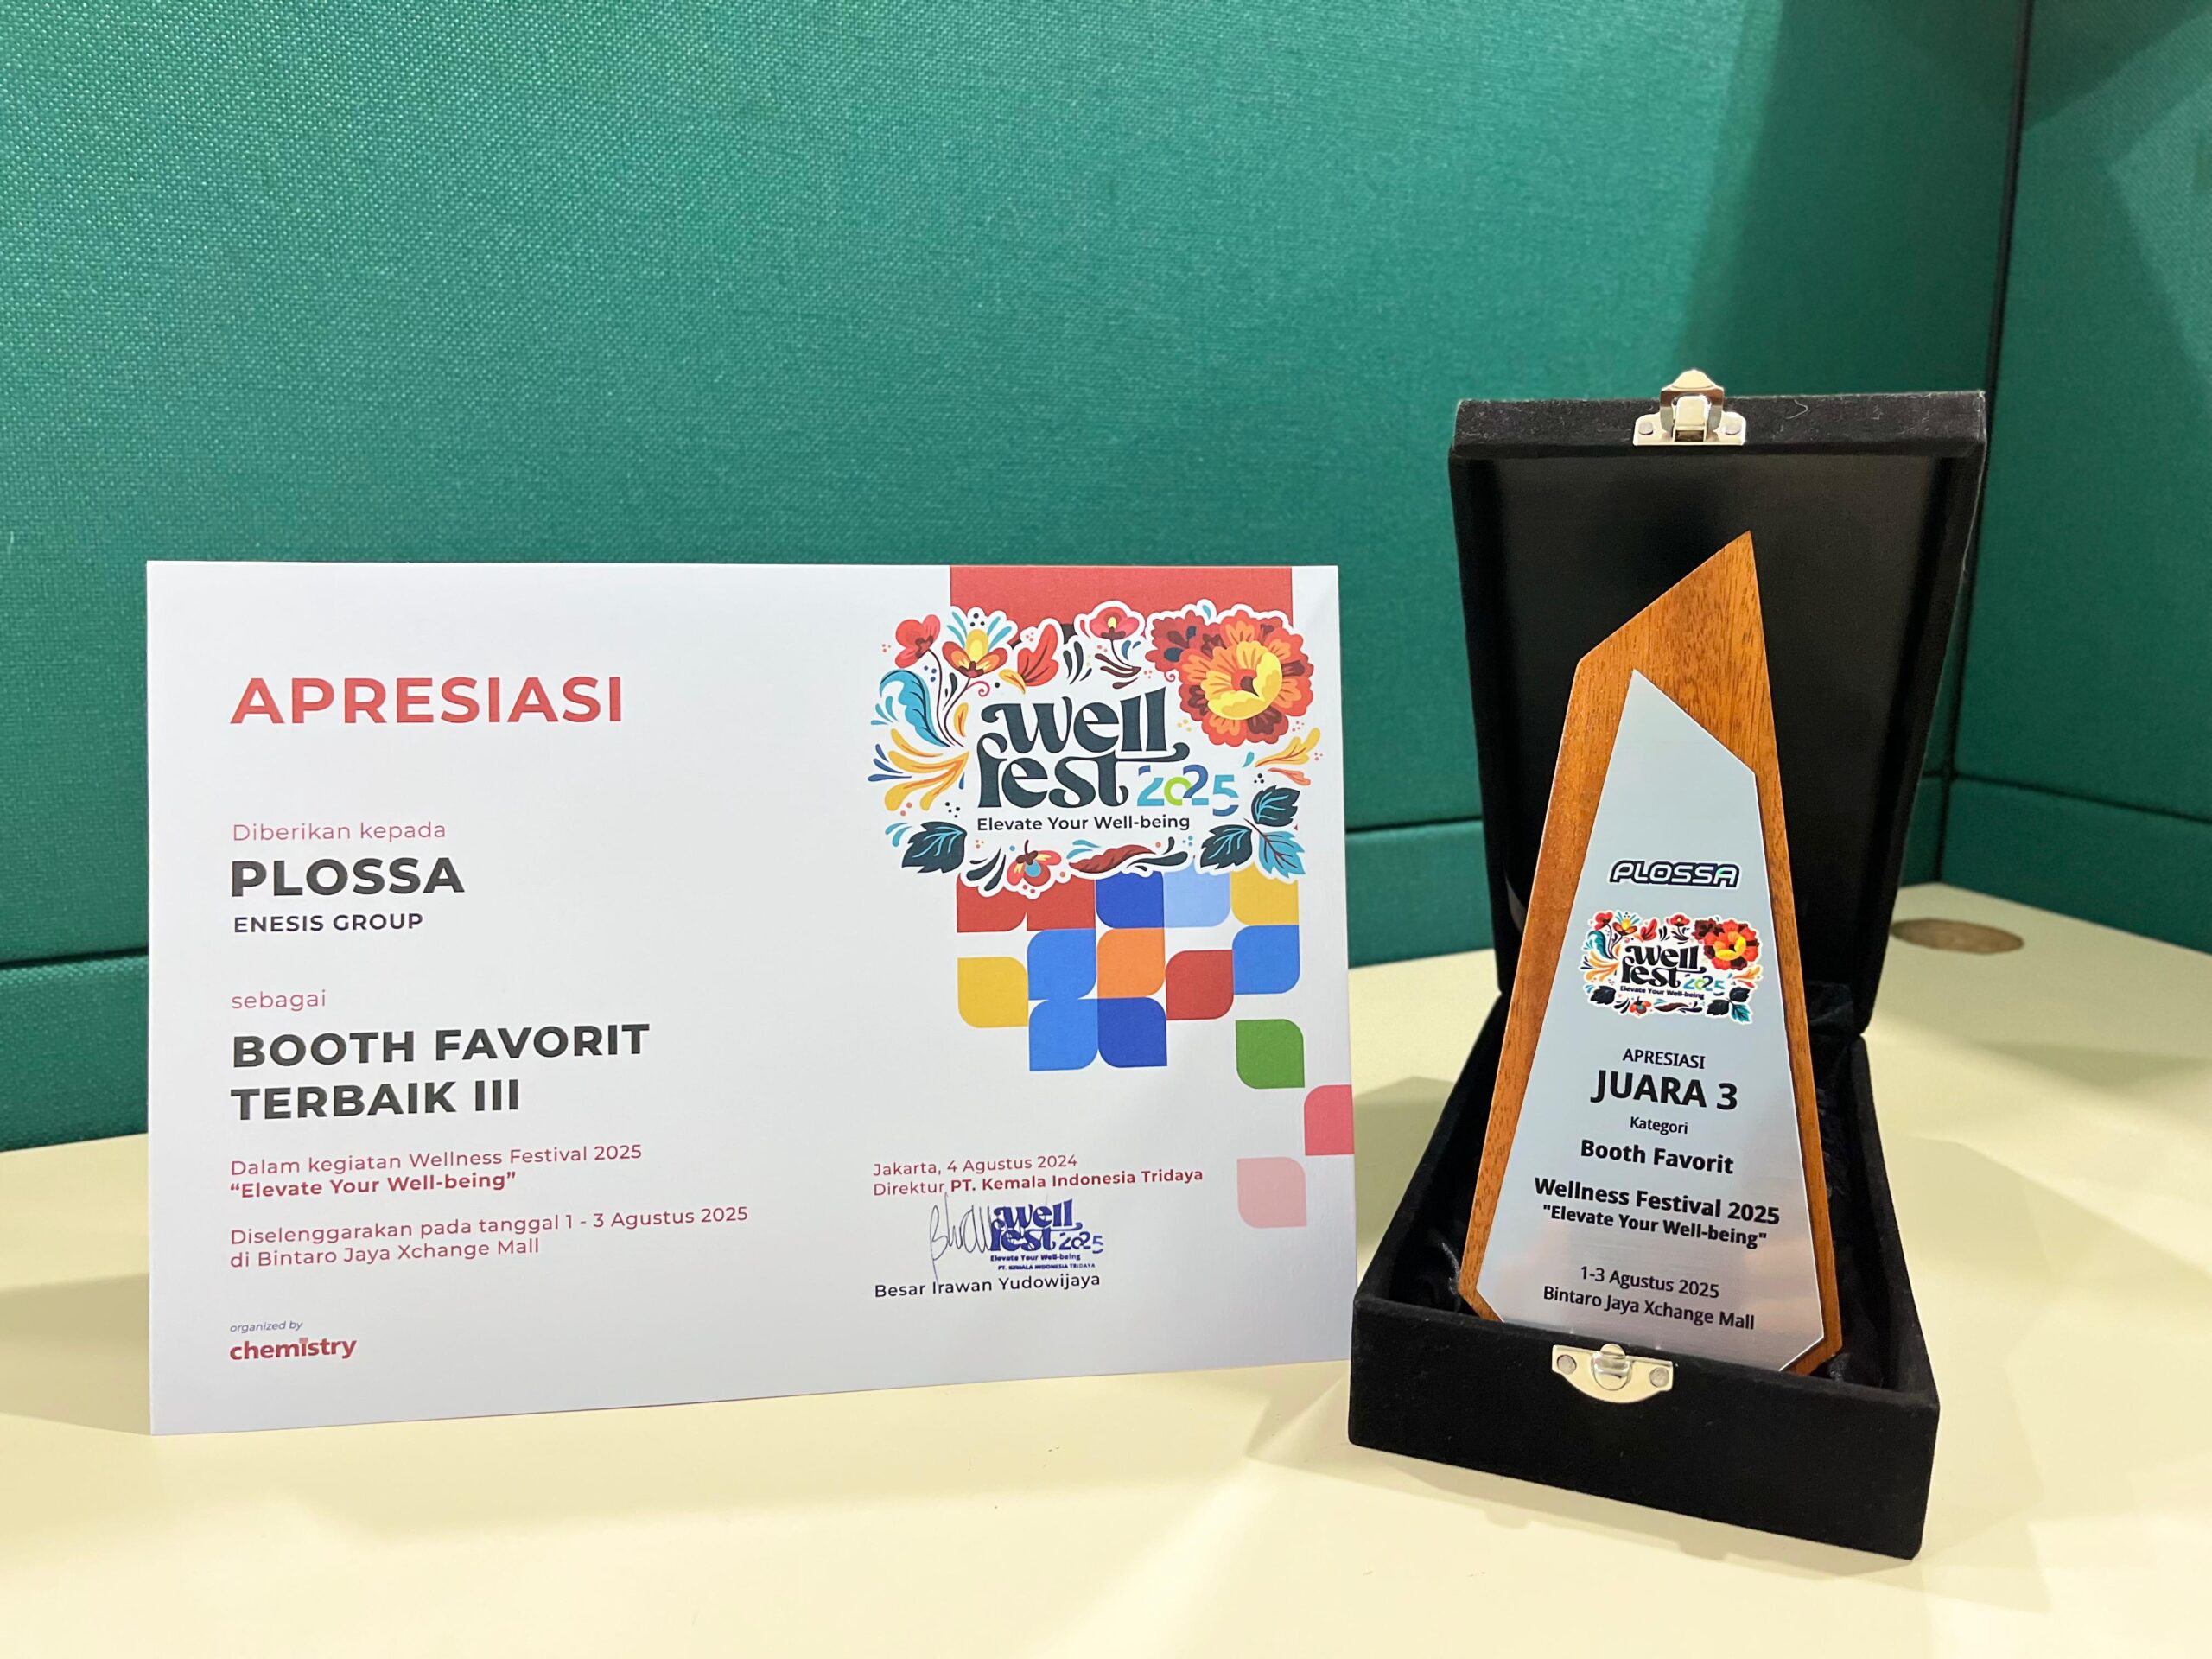 APRESIASI
Diberikan kepada
PLOSSA
ENESIS GROUP
sebagai
BOOTH FAVORIT
TERBAIK III
Dalam kegiatan Wellness Festival 2025
“Elevate Your Well-being”
Diselenggarakan pada tanggal 1 - 3 Agustus 2025
di Bintaro Jaya Xchange Mall
organized by
chemistry
well
fest 2025
Elevate Your Well-being
Jakarta, 4 Agustus 2024
Direktur PT. Kemala Indonesia Tridaya
well
fest 2025
Elevate Your Well-being
PT. KEMALA INDONESIA TRIDAYA
Besar Irawan Yudowijaya
PLOSSA
well
fest 2025
Elevate Your Well-being
APRESIASI
JUARA 3
Kategori
Booth Favorit
Wellness Festival 2025
"Elevate Your Well-being"
1-3 Agustus 2025
Bintaro Jaya Xchange Mall